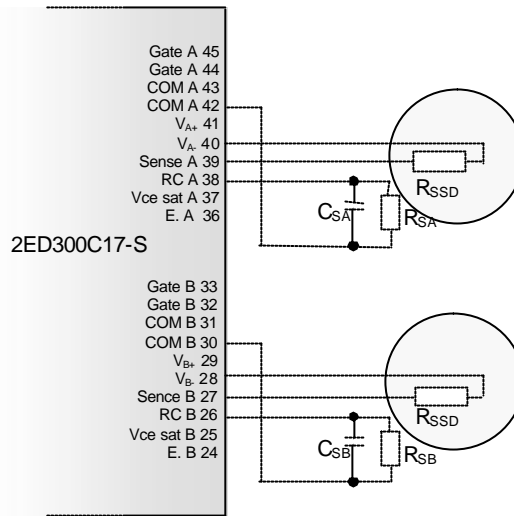 Gate A 45
Gate A 44
COM A 43
COM A 42
VA+ 41
VA- 40
Sense A 39
RC A 38
Vce sat A 37
E. A 36
RSSD
CSA
RSA
2ED300C17-S
Gate B 33
Gate B 32
COM B 31
COM B 30
VB+ 29
VB- 28
Sence B 27
RC B 26
Vce sat B 25
E. B 24
RSSD
CSB
RSB